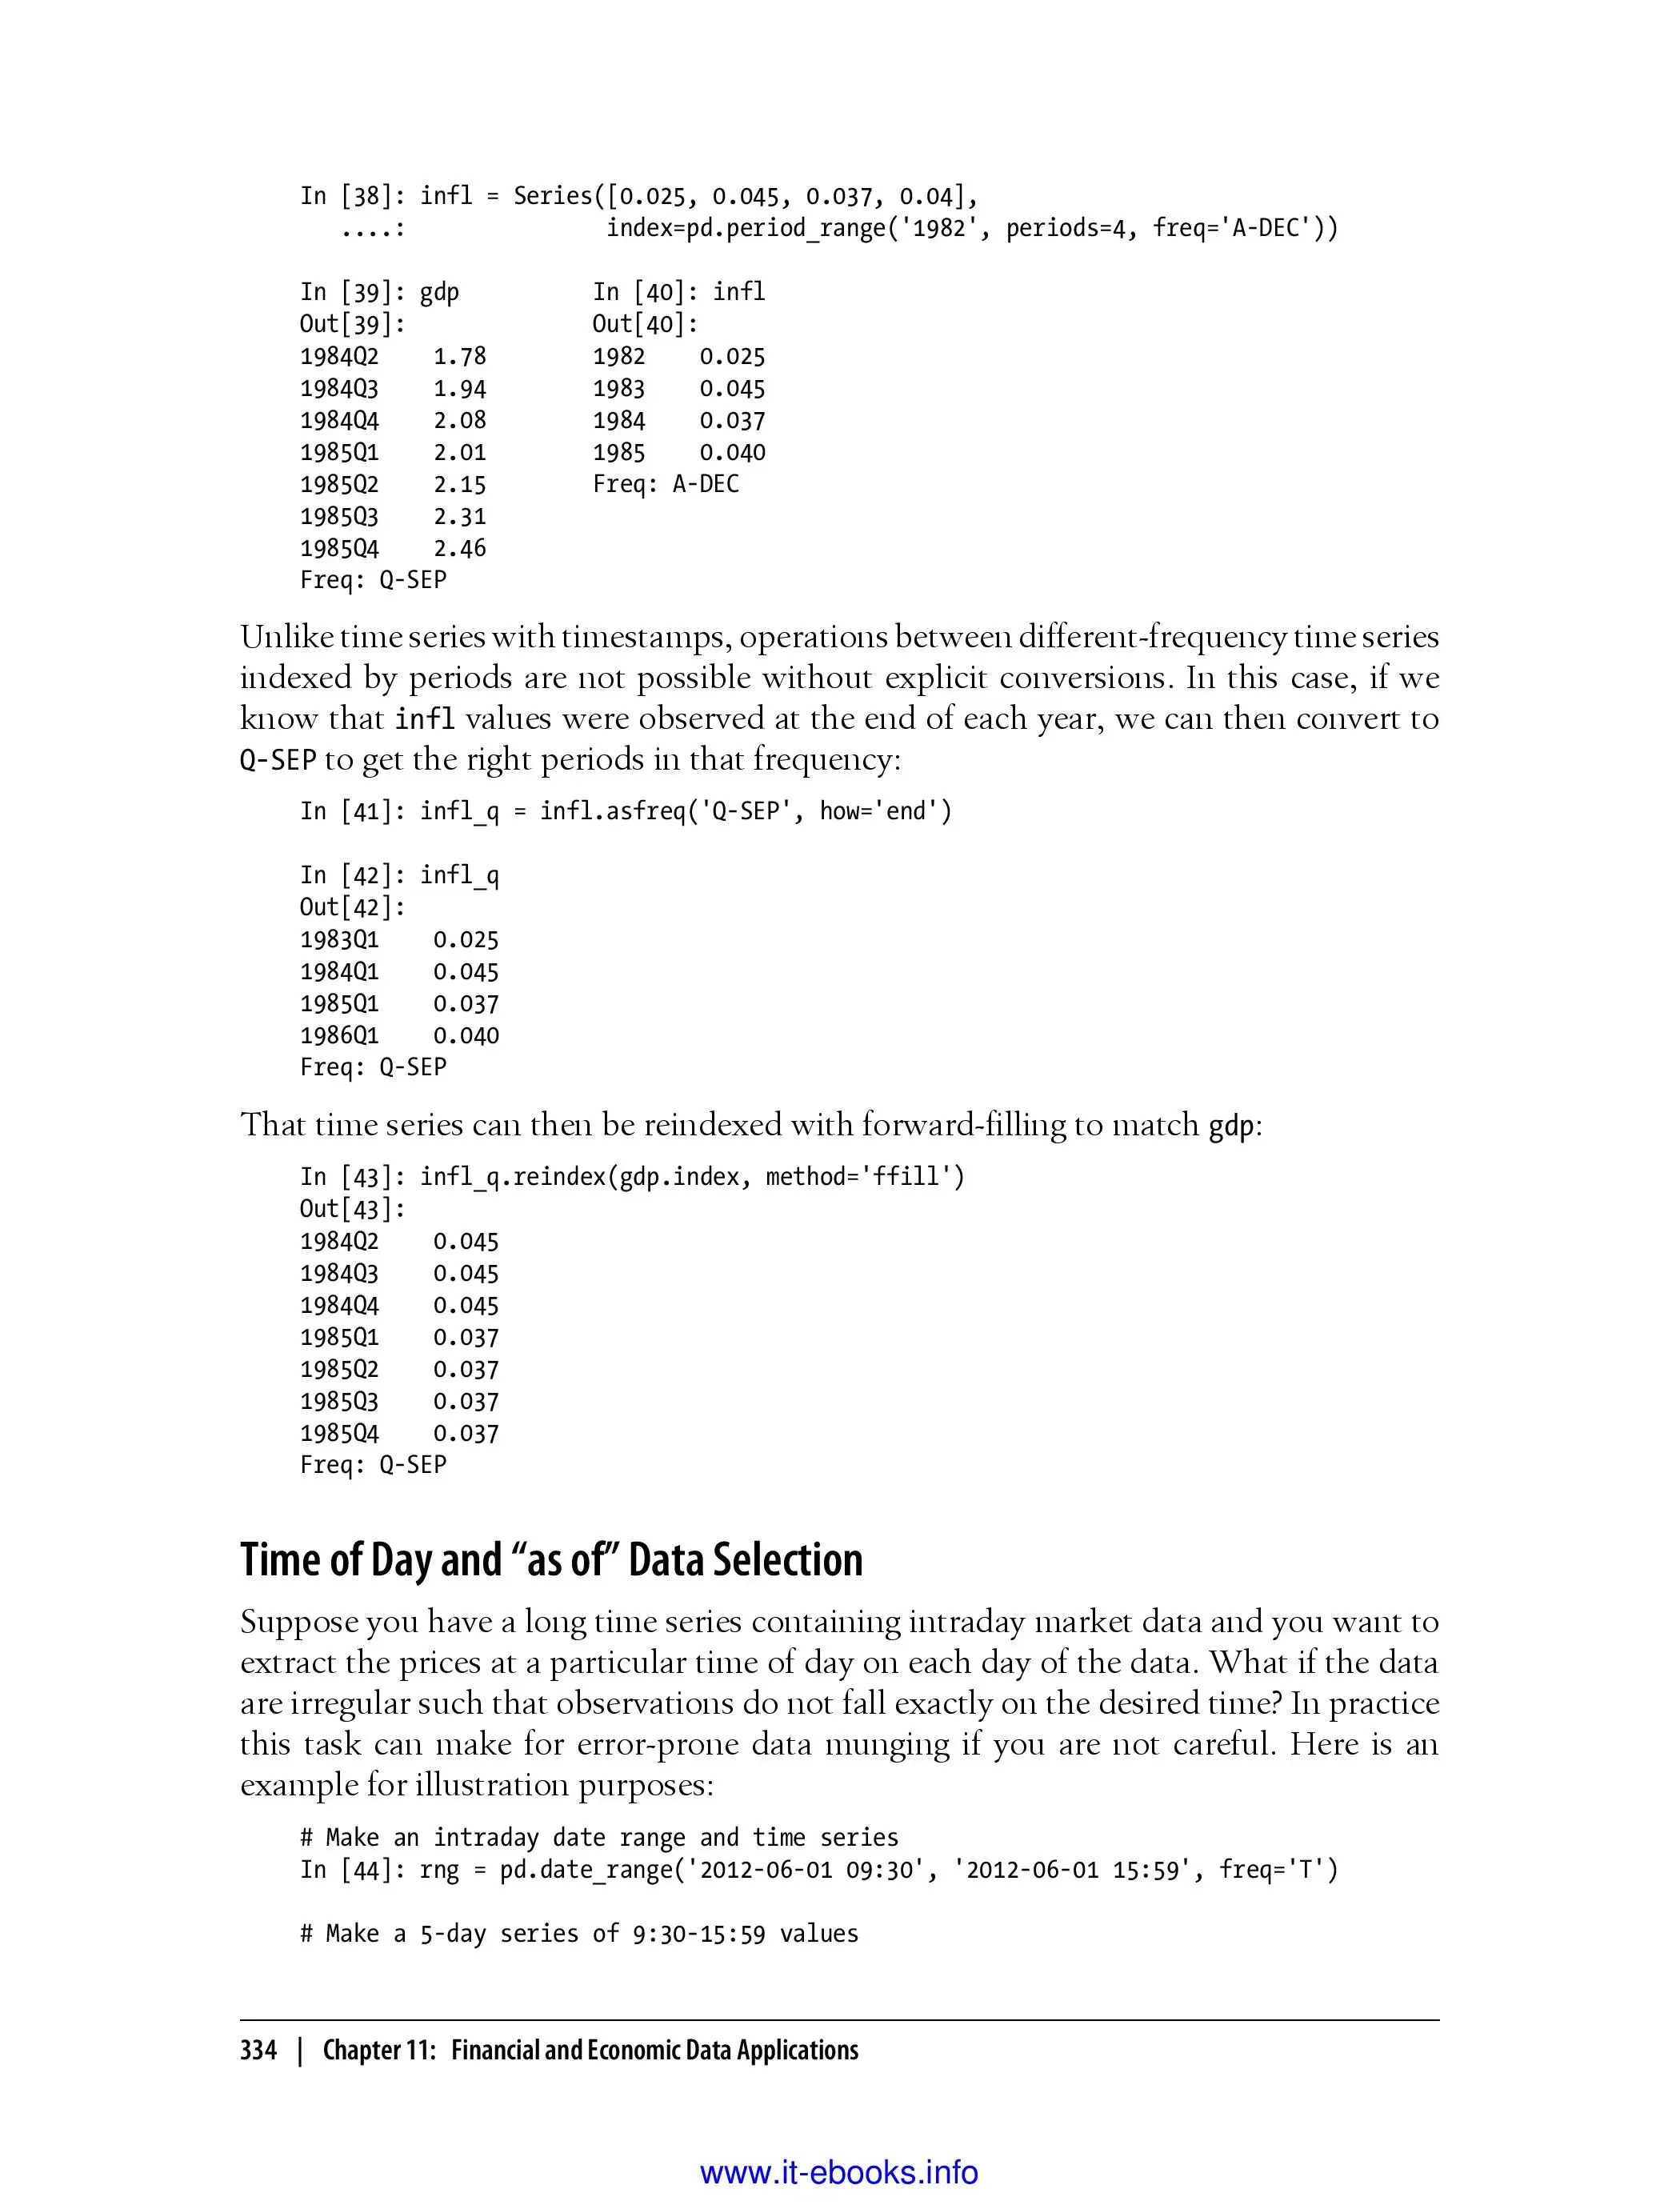 In [38]: infl = Series([0.025, 0.045, 0.037, 0.04],
   ....:               index=pd.period_range('1982', periods=4, freq='A-DEC'))
In [39]: gdp          In [40]: infl
Out[39]:              Out[40]:
1984Q2    1.78        1982    0.025
1984Q3    1.94        1983    0.045
1984Q4    2.08        1984    0.037
1985Q1    2.01        1985    0.040
1985Q2    2.15        Freq: A-DEC
1985Q3    2.31
1985Q4    2.46
Freq: Q-SEP
Unlike time series with timestamps, operations between different-frequency time series
indexed by periods are not possible without explicit conversions. In this case, if we
know that infl values were observed at the end of each year, we can then convert to
Q-SEP to get the right periods in that frequency:
In [41]: infl_q = infl.asfreq('Q-SEP', how='end')
In [42]: infl_q
Out[42]:
1983Q1    0.025
1984Q1    0.045
1985Q1    0.037
1986Q1    0.040
Freq: Q-SEP
That time series can then be reindexed with forward-filling to match gdp:
In [43]: infl_q.reindex(gdp.index, method='ffill')
Out[43]:
1984Q2    0.045
1984Q3    0.045
1984Q4    0.045
1985Q1    0.037
1985Q2    0.037
1985Q3    0.037
1985Q4    0.037
Freq: Q-SEP
Time of Day and “as of” Data Selection
Suppose you have a long time series containing intraday market data and you want to
extract the prices at a particular time of day on each day of the data. What if the data
are irregular such that observations do not fall exactly on the desired time? In practice
this task can make for error-prone data munging if you are not careful. Here is an
example for illustration purposes:
# Make an intraday date range and time series
In [44]: rng = pd.date_range('2012-06-01 09:30', '2012-06-01 15:59', freq='T')
# Make a 5-day series of 9:30-15:59 values
334 | Chapter 11: Financial and Economic Data Applications
www.it-ebooks.info